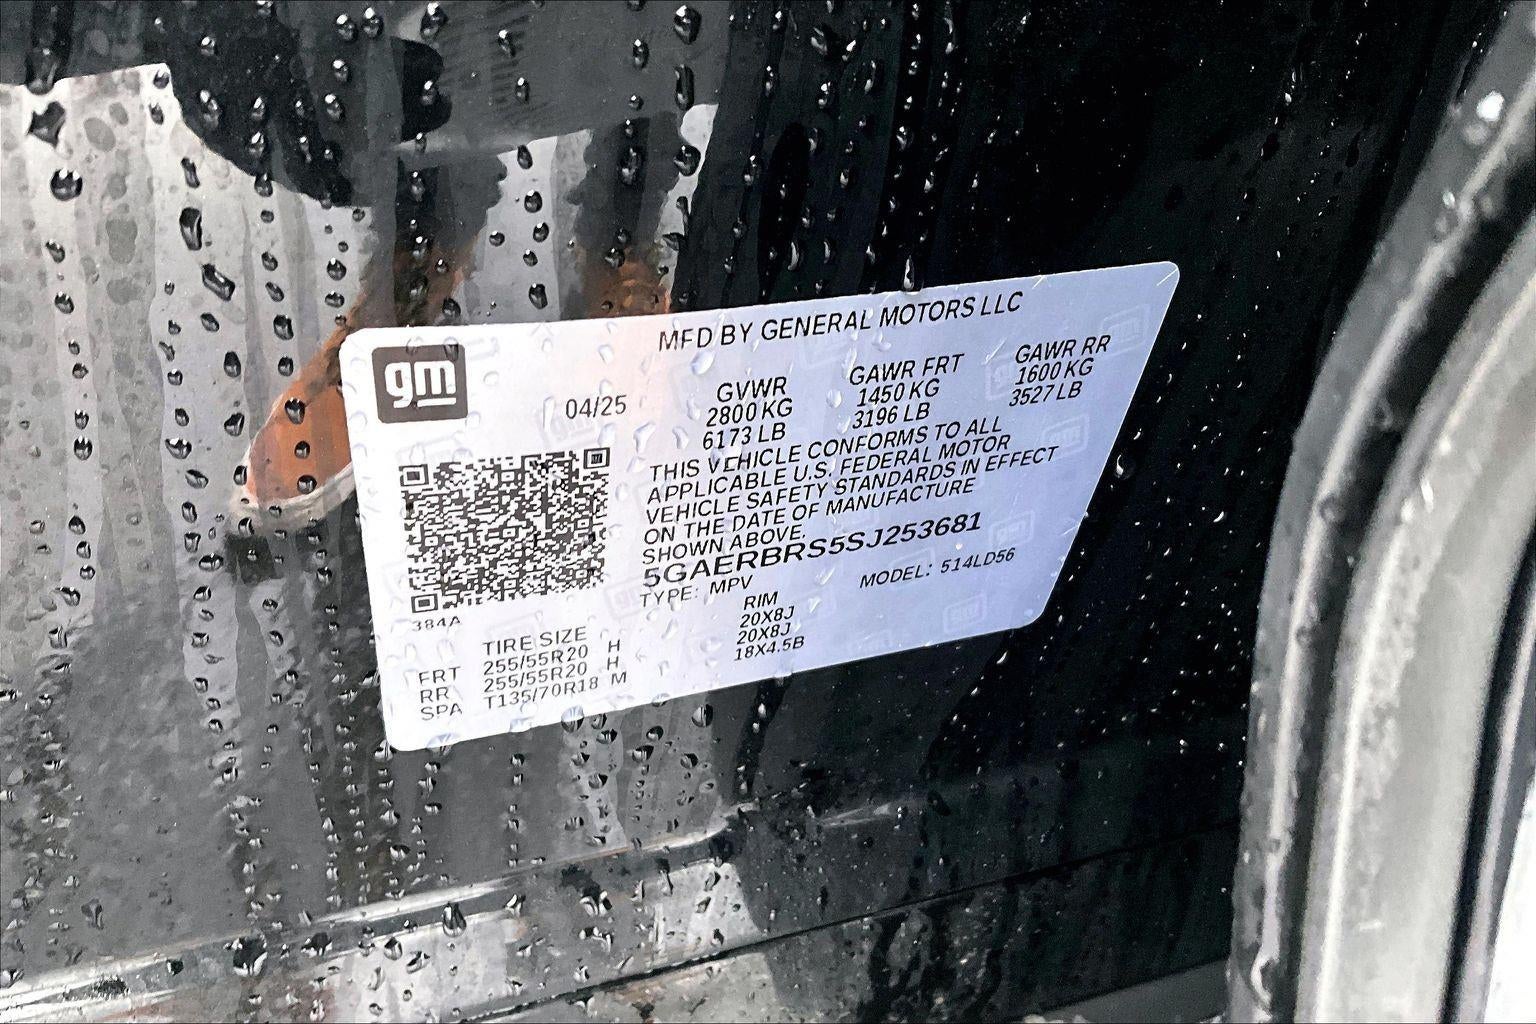 gm
MFD BY GENERAL MOTORS LLC
04/25
GVWR GAWR FRT GAWR RR
2800 KG 1450 KG 1600 KG
6173 LB 3196 LB 3527 LB
THIS VEHICLE CONFORMS TO ALL
APPLICABLE U.S. FEDERAL MOTOR
VEHICLE SAFETY STANDARDS IN EFFECT
ON THE DATE OF MANUFACTURE
SHOWN ABOVE.
5GAERBRS5SJ253681
TYPE: MPV MODEL: 514LD56
384A
TIRE SIZE RIM
FRT 255/55R20 H 20X8J
RR 255/55R20 H 20X8J
SPA T135/70R18 M 18X4.5B